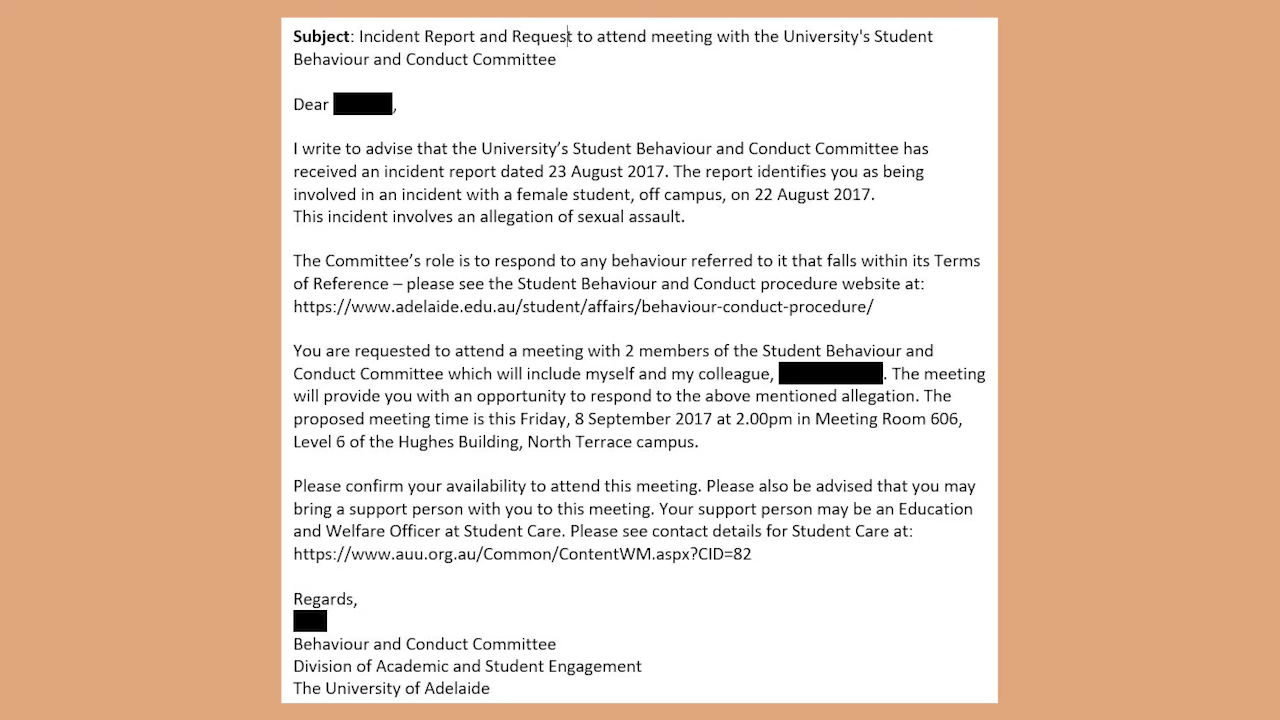 Subject: Incident Report and Request to attend meeting with the University's Student
Behaviour and Conduct Committee
Dear ,
I write to advise that the University’s Student Behaviour and Conduct Committee has
received an incident report dated 23 August 2017. The report identifies you as being
involved in an incident with a female student, off campus, on 22 August 2017.
This incident involves an allegation of sexual assault.
The Committee’s role is to respond to any behaviour referred to it that falls within its Terms
of Reference – please see the Student Behaviour and Conduct procedure website at:
https://www.adelaide.edu.au/student/affairs/behaviour-conduct-procedure/
You are requested to attend a meeting with 2 members of the Student Behaviour and
Conduct Committee which will include myself and my colleague, . The meeting
will provide you with an opportunity to respond to the above mentioned allegation. The
proposed meeting time is this Friday, 8 September 2017 at 2.00pm in Meeting Room 606,
Level 6 of the Hughes Building, North Terrace campus.
Please confirm your availability to attend this meeting. Please also be advised that you may
bring a support person with you to this meeting. Your support person may be an Education
and Welfare Officer at Student Care. Please see contact details for Student Care at:
https://www.auu.org.au/Common/ContentWM.aspx?CID=82
Regards,
Behaviour and Conduct Committee
Division of Academic and Student Engagement
The University of Adelaide